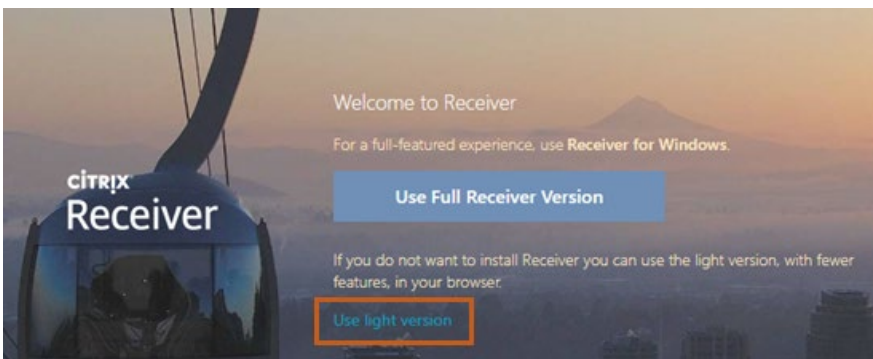 Welcome to Receiver
For a full-featured experience, use Receiver for Windows.
CİTRIX
Receiver
Use Full Receiver Version
If you do not want to install Receiver you can use the light version, with fewer
features, in your browser.
Use light version